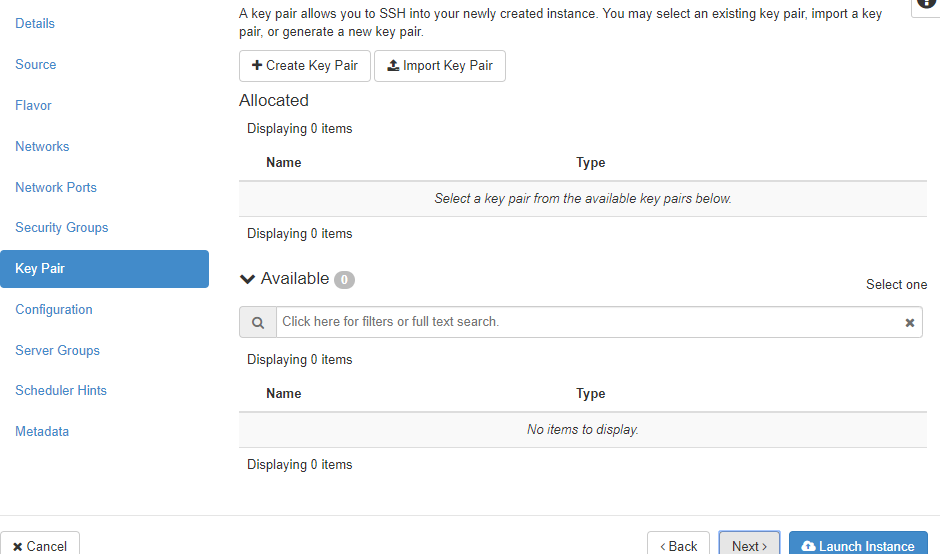 Details
Source
Flavor
Networks
Network Ports
Security Groups
Key Pair
Configuration
Server Groups
Scheduler Hints
Metadata
A key pair allows you to SSH into your newly created instance. You may select an existing key pair, import a key
pair, or generate a new key pair.
Create Key Pair
Import Key Pair
Allocated
Displaying 0 items
Name Type
Select a key pair from the available key pairs below.
Displaying 0 items
Available 0
Select one
Click here for filters or full text search.
Displaying 0 items
Name Type
No items to display.
Displaying 0 items
Cancel
< Back
Next >
Launch Instance